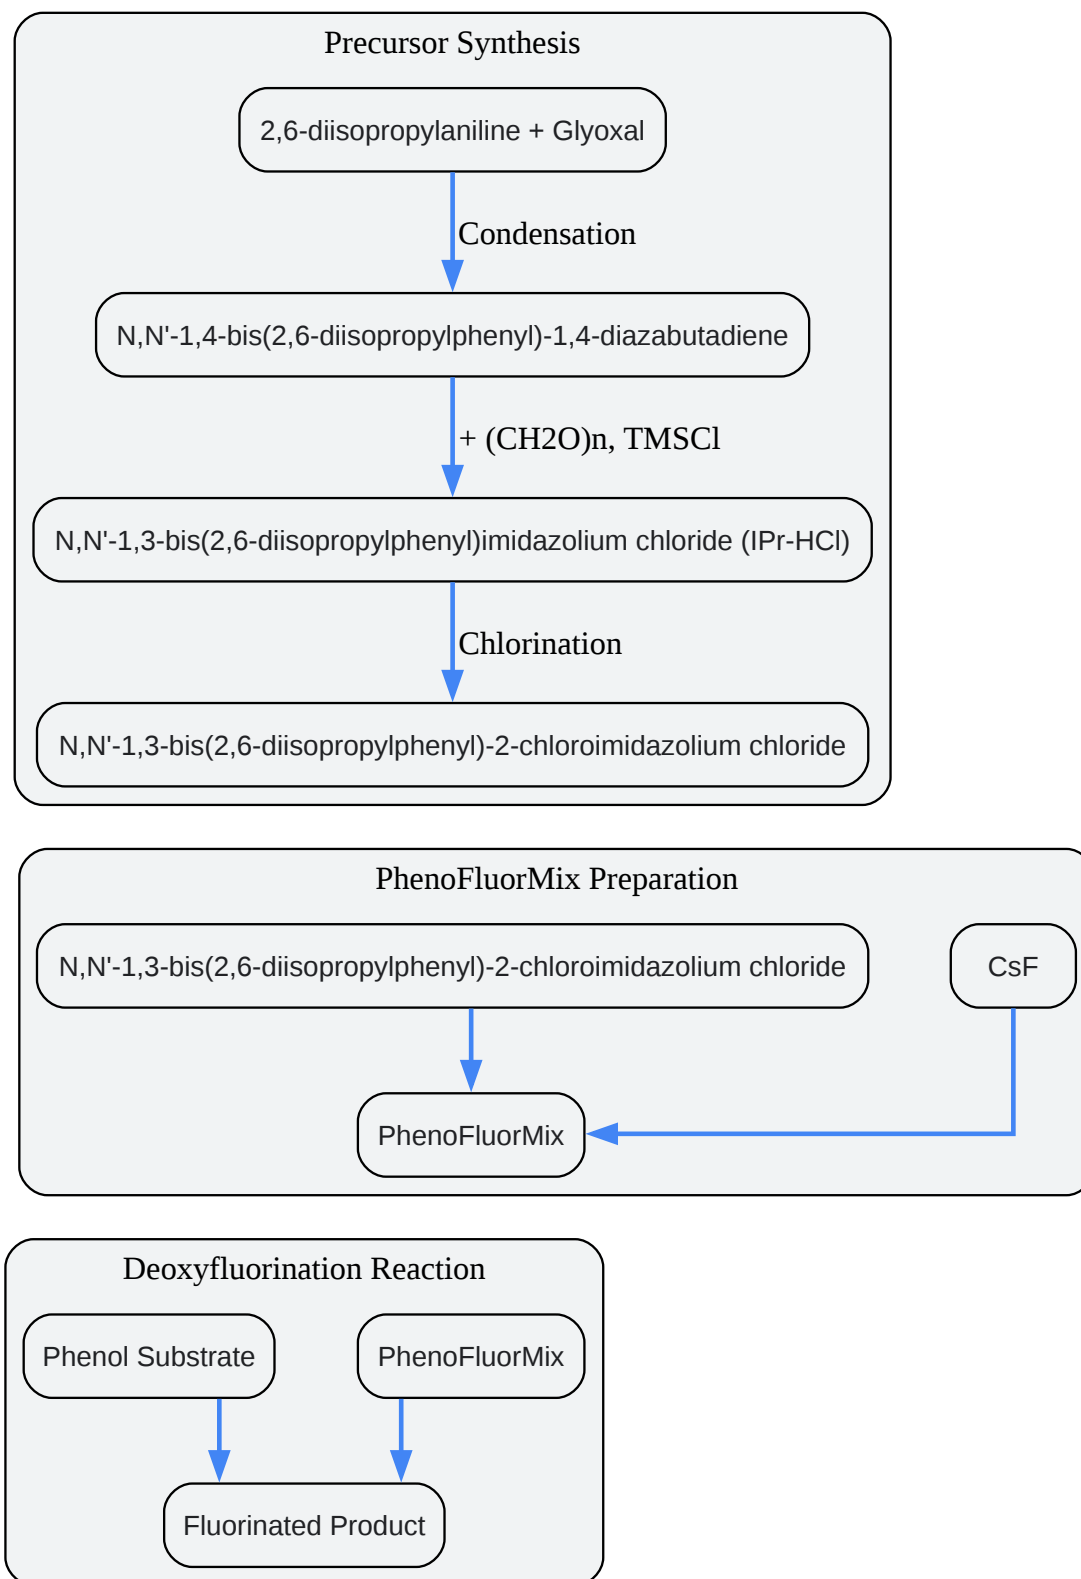 Precursor Synthesis
2,6-diisopropylaniline + Glyoxal
Condensation
N,N'-1,4-bis(2,6-diisopropylphenyl)-1,4-diazabutadiene
+ (CH2O)n, TMSCl
N,N'-1,3-bis(2,6-diisopropylphenyl)imidazolium chloride (IPr-HCl)
Chlorination
N,N'-1,3-bis(2,6-diisopropylphenyl)-2-chloroimidazolium chloride
PhenoFluorMix Preparation
N,N'-1,3-bis(2,6-diisopropylphenyl)-2-chloroimidazolium chloride
CsF
PhenoFluorMix
Deoxyfluorination Reaction
Phenol Substrate
PhenoFluorMix
Fluorinated Product